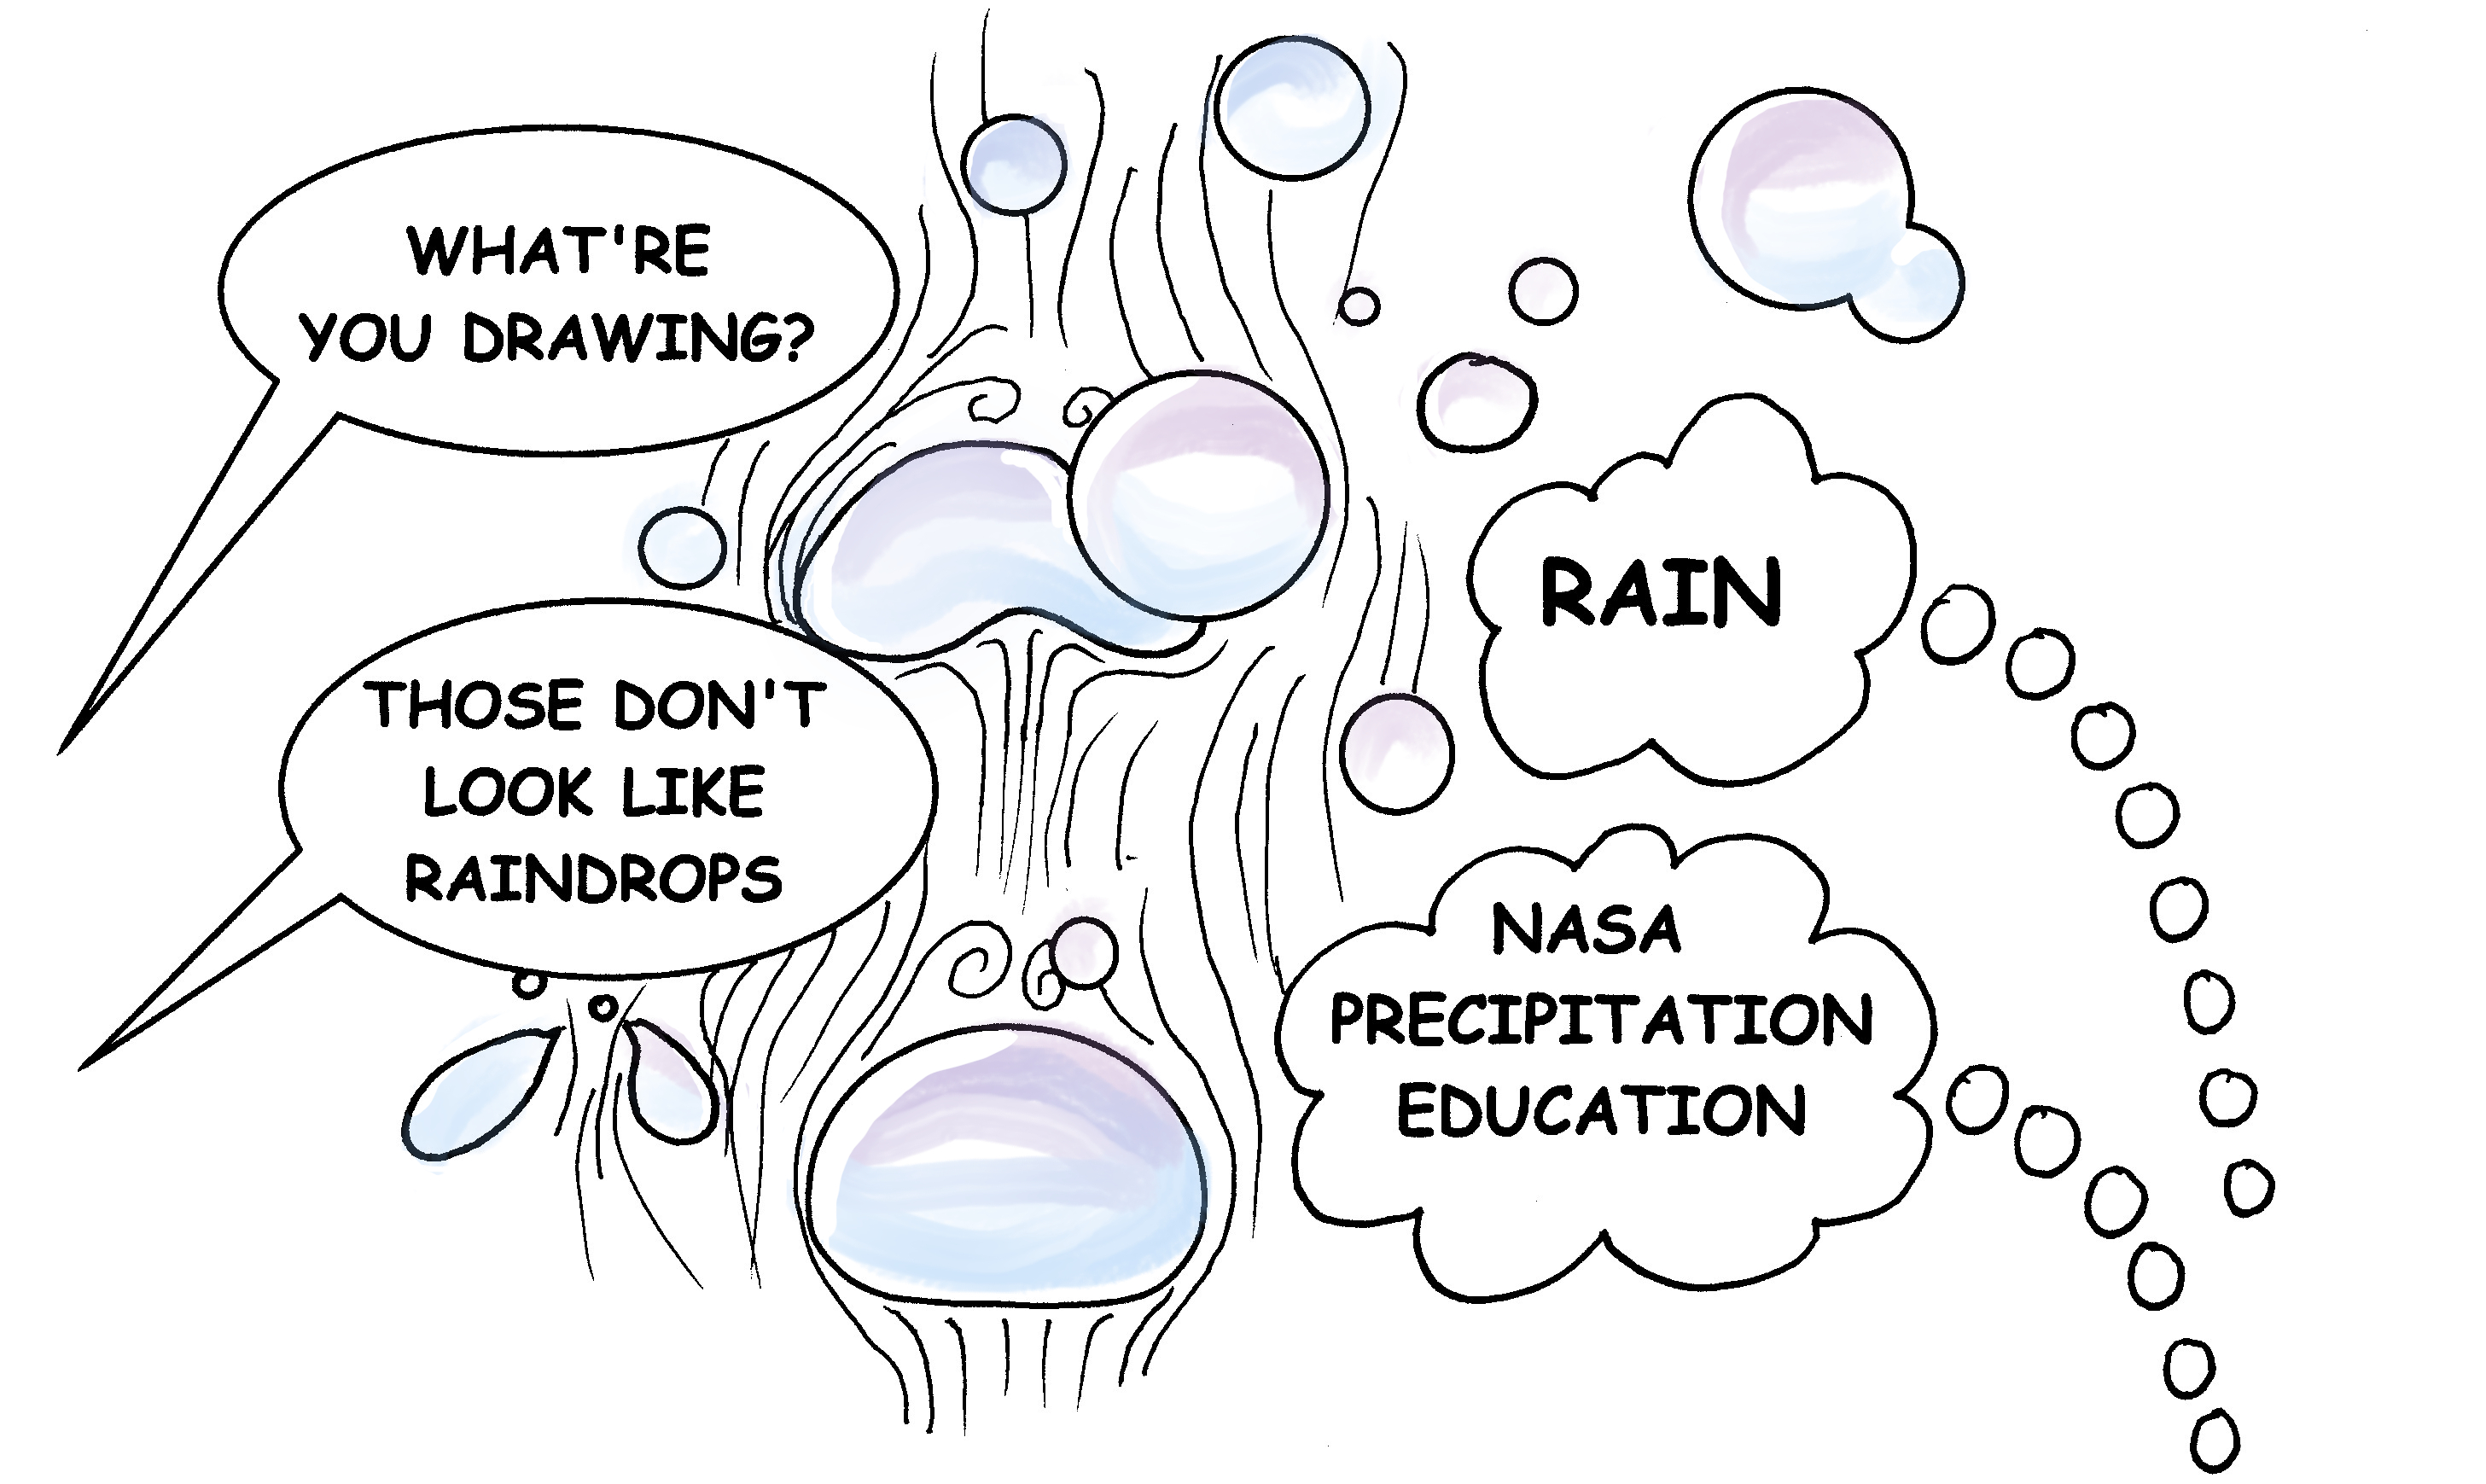 WHAT'RE
YOU DRAWING?
RAIN
THOSE DON'T
LOOK LIKE
RAINDROPS
NASA
PRECIPITATION
EDUCATION